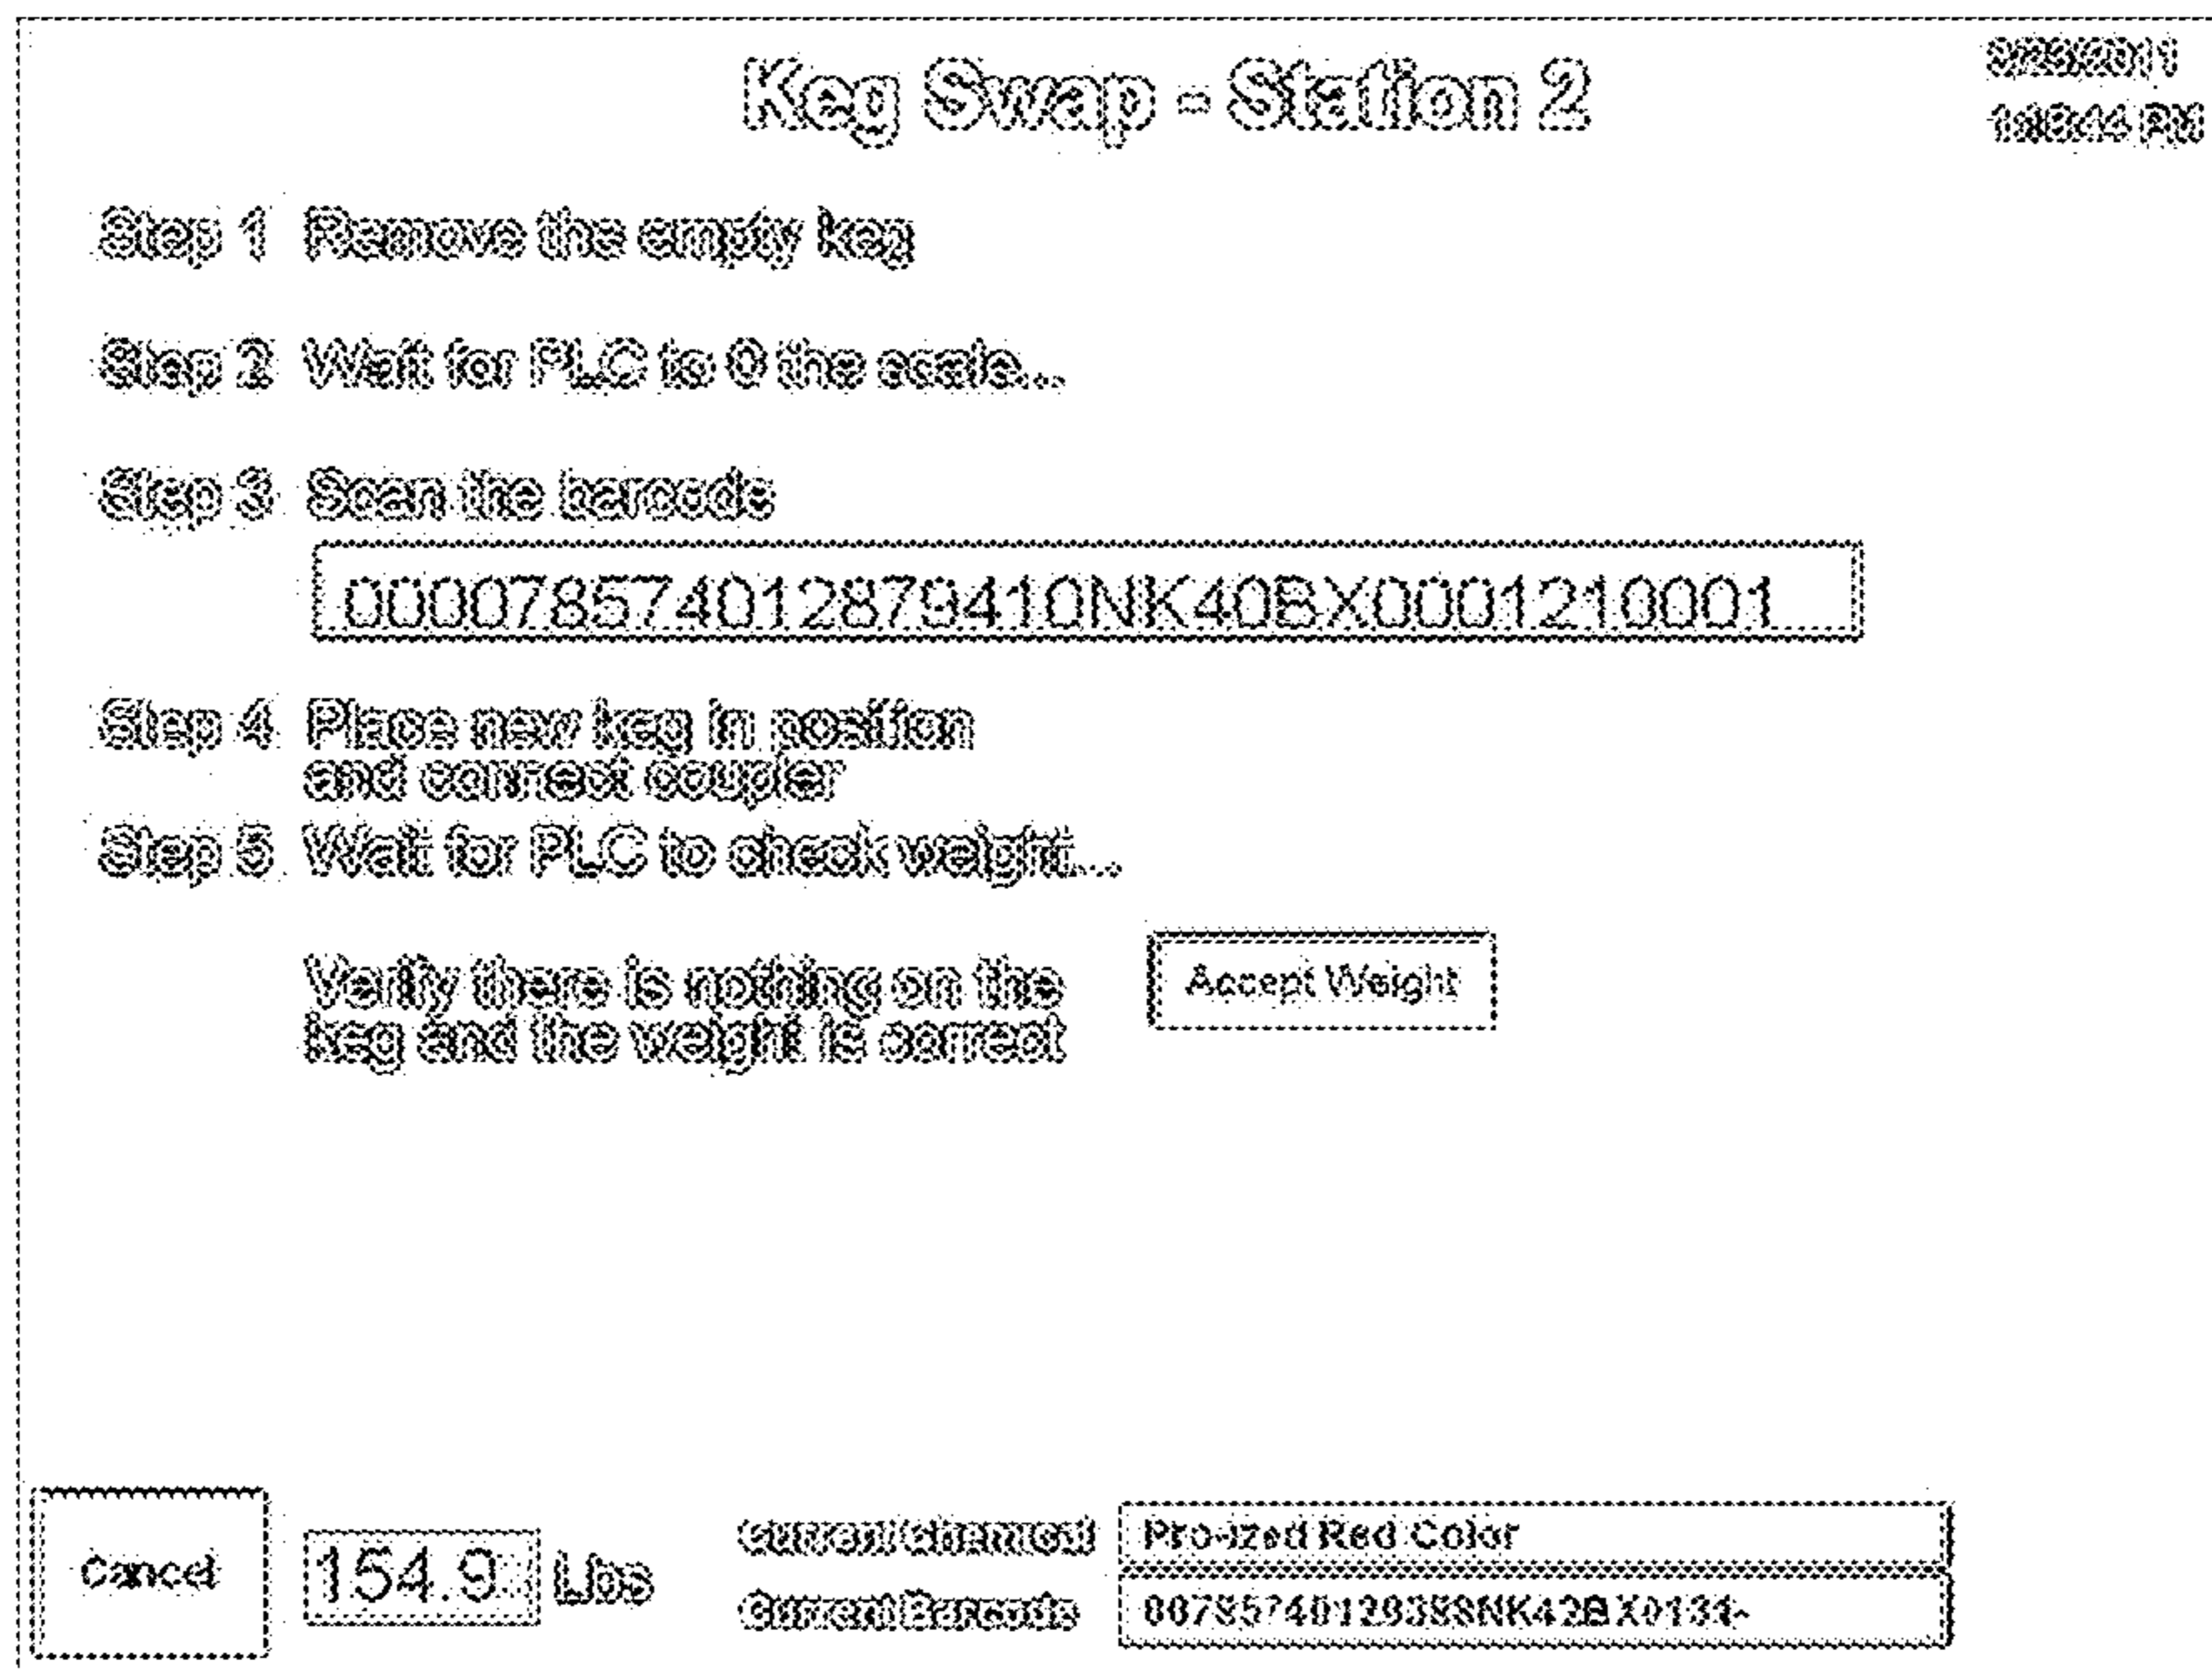 Keg Swap - Station 2
Step 1 Remove the empty keg
Step 2 Wait for PLC to 0 the scale...
Step 3 Scan the barcode
000078574012879410NK40BX0001210001
Step 4 Place new keg in position
and connect coupler
Step 5 Wait for PLC to check weight...
Verify there is nothing on the
keg and the weight is correct
Accept Weight
Cancel
154.9 Lbs
Current Chemical
Red Color
Current Barcode